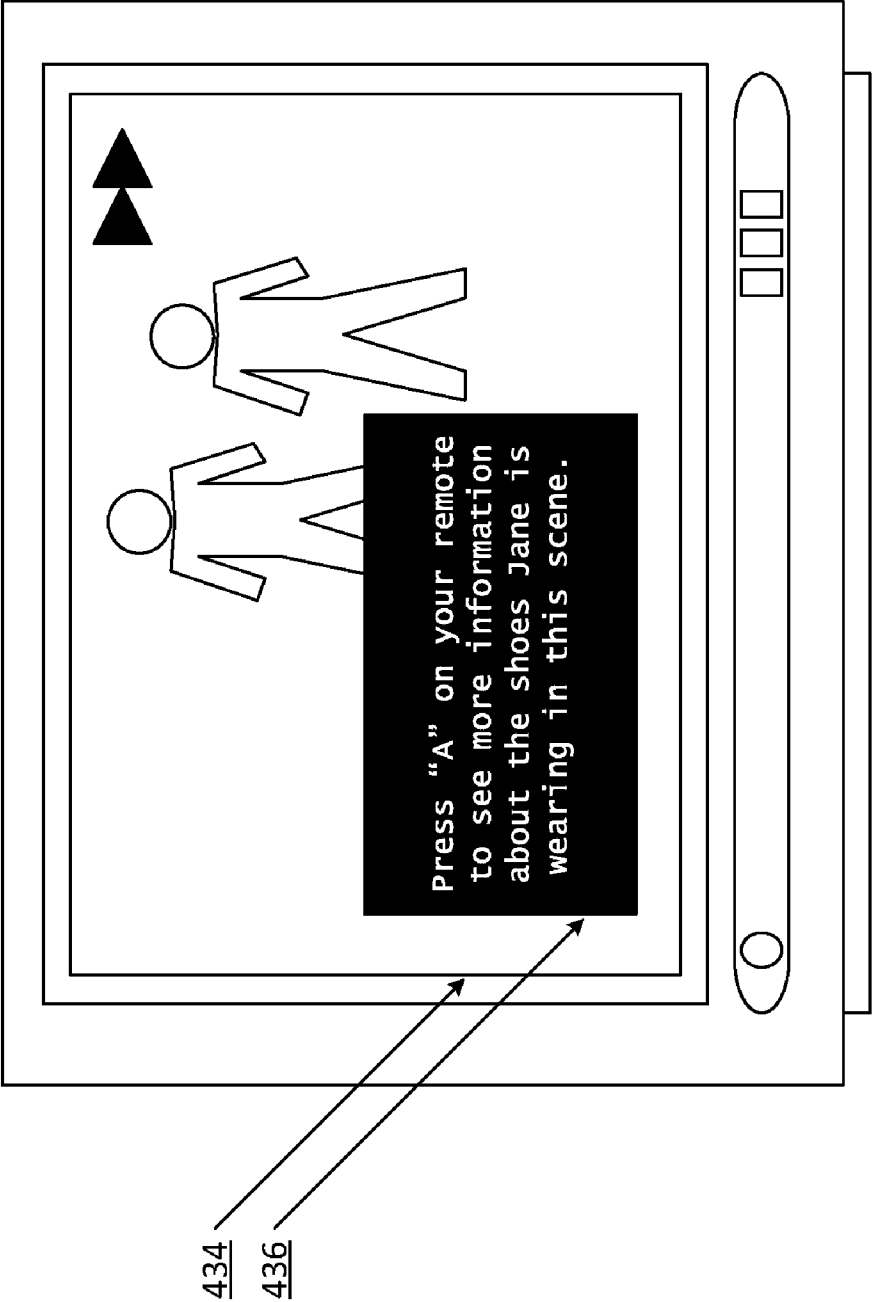 Press “A” on your remote
to see more information
about the shoes Jane is
wearing in this scene.
434
436